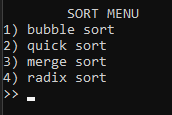 SORT MENU
1) bubble sort
2) quick sort
3) merge sort
4) radix sort
>>